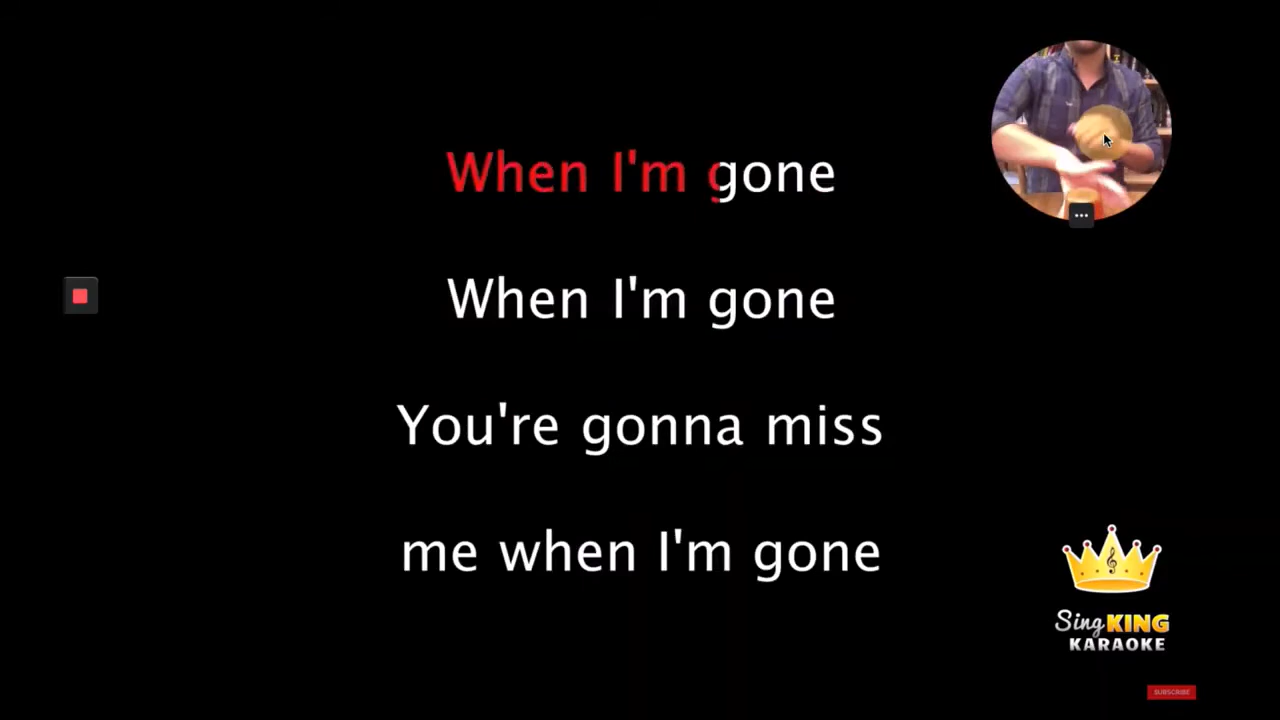 When I'm gone
When I'm gone
You're gonna miss
me when I'm gone
Sing KING
KARAOKE
SUBSCRIBE